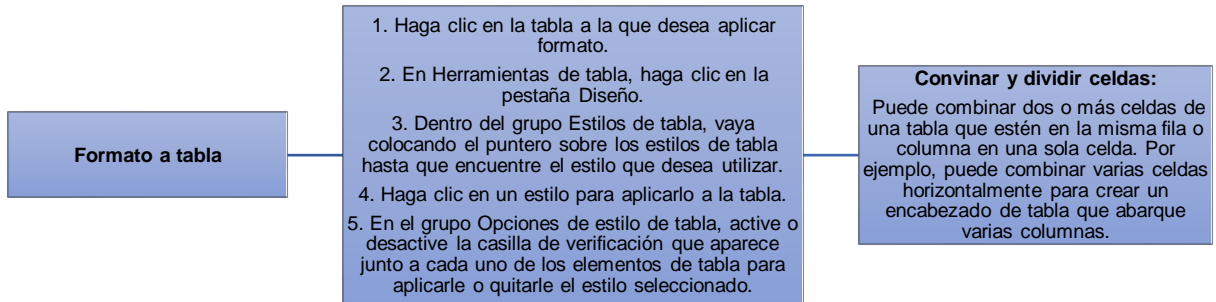 Formato a tabla
1. Haga clic en la tabla a la que desea aplicar
formato.
2. En Herramientas de tabla, haga clic en la
pestaña Diseño.
3. Dentro del grupo Estilos de tabla, vaya
colocando el puntero sobre los estilos de tabla
hasta que encuentre el estilo que desea utilizar.
4. Haga clic en un estilo para aplicarlo a la tabla.
5. En el grupo Opciones de estilo de tabla, active o
desactive la casilla de verificación que aparece
junto a cada uno de los elementos de tabla para
aplicarle o quitarle el estilo seleccionado.
Convinar y dividir celdas:
Puede combinar dos o más celdas de
una tabla que estén en la misma fila o
columna en una sola celda. Por
ejemplo, puede combinar varias celdas
horizontalmente para crear un
encabezado de tabla que abarque
varias columnas.